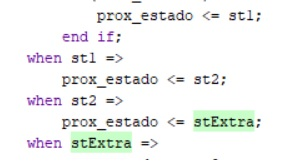 prox_estado <= st1;
end if;
when st1 =>
prox_estado <= st2;
when st2 =>
prox_estado <= stExtra;
when stExtra =>